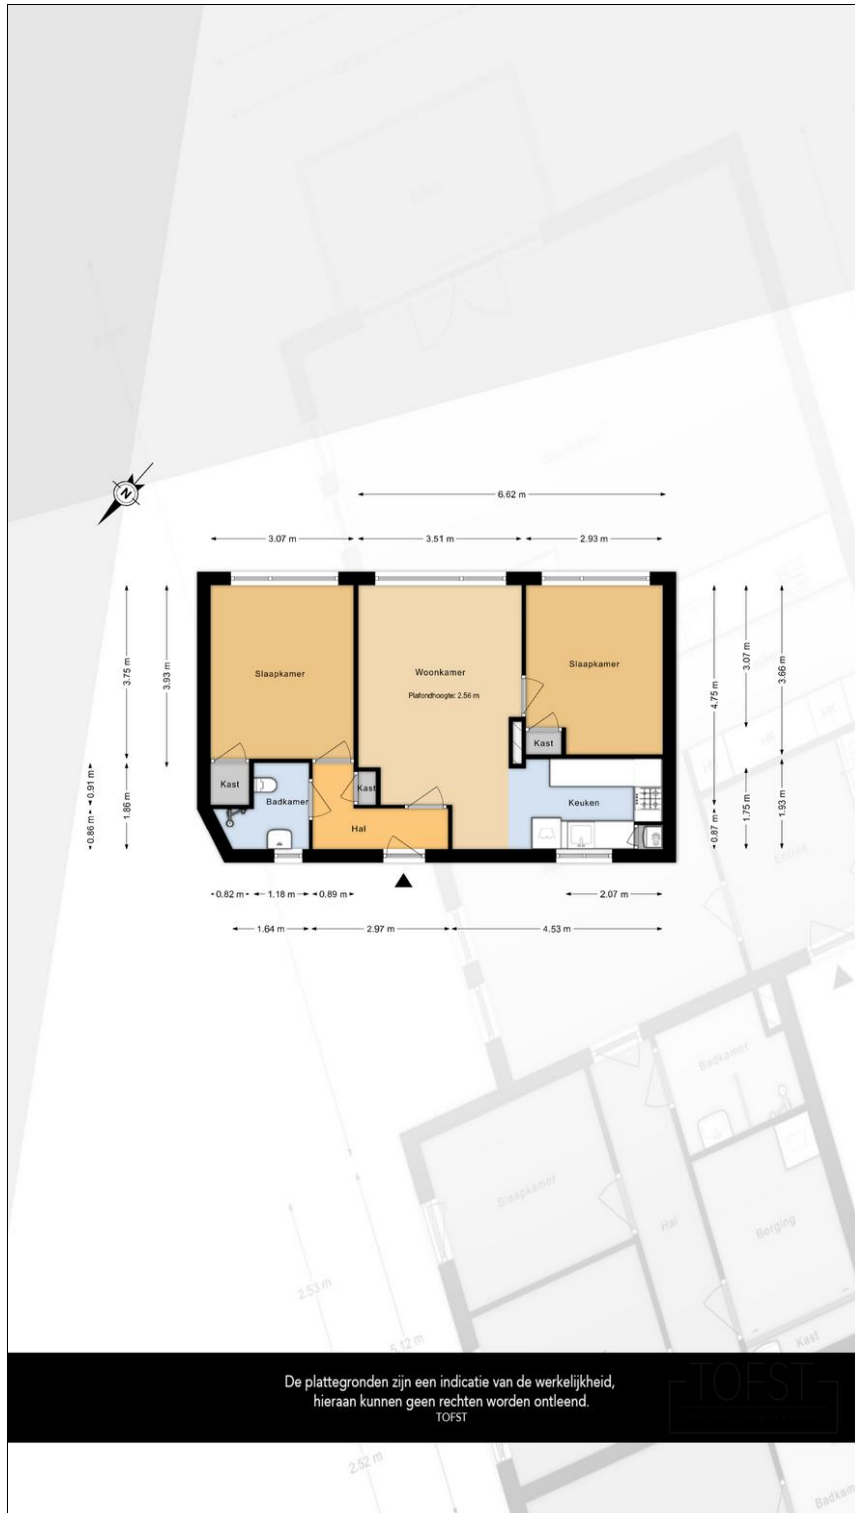 N
6.62 m
3.07 m
3.51 m
2.93 m
3.75 m
3.93 m
4.75 m
3.07 m
3.66 m
Slaapkamer
Woonkamer
Plafondhoogte: 2.56 m
Slaapkamer
Kast
Kast
Kast
Badkamer
Keuken
Hal
0.91 m
0.86 m
1.86 m
0.87 m
1.75 m
1.93 m
0.82 m
1.18 m
0.89 m
2.07 m
1.64 m
2.97 m
4.53 m
Entree
Badkamer
Slaapkamer
Hal
Berging
2.53 m
5.12 m
Kast
De plattegronden zijn een indicatie van de werkelijkheid,
hieraan kunnen geen rechten worden ontleend.
TOFST
TOFST
2.52 m